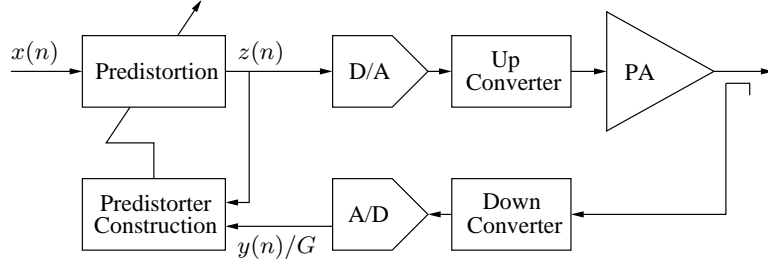 x(n)
Predistortion
z(n)
D/A
Up
Converter
PA
Predistorter
Construction
y(n)/G
A/D
Down
Converter